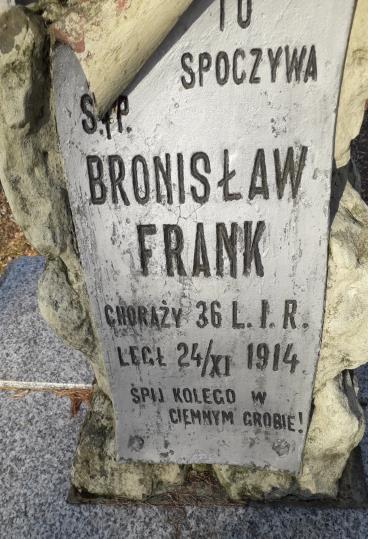 TU
SPOCZYWA
Ś.†P.
BRONISŁAW
FRANK
CHORĄŻY 36 L. I. R.
LEGŁ 24/XI 1914
ŚPIJ KOLEGO W
CIEMNYM GROBIE!